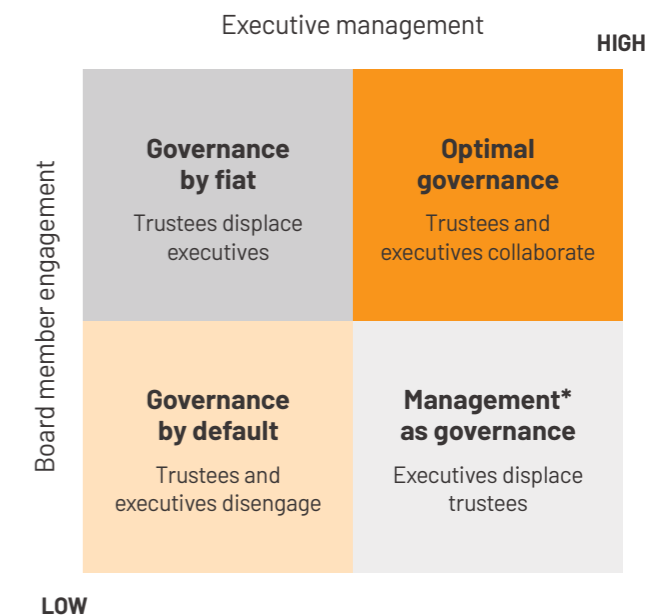 Executive management
HIGH
Board member engagement
Governance
by fiat
Trustees displace
executives
Optimal
governance
Trustees and
executives collaborate
Governance
by default
Trustees and
executives disengage
Management*
as governance
Executives displace
trustees
LOW